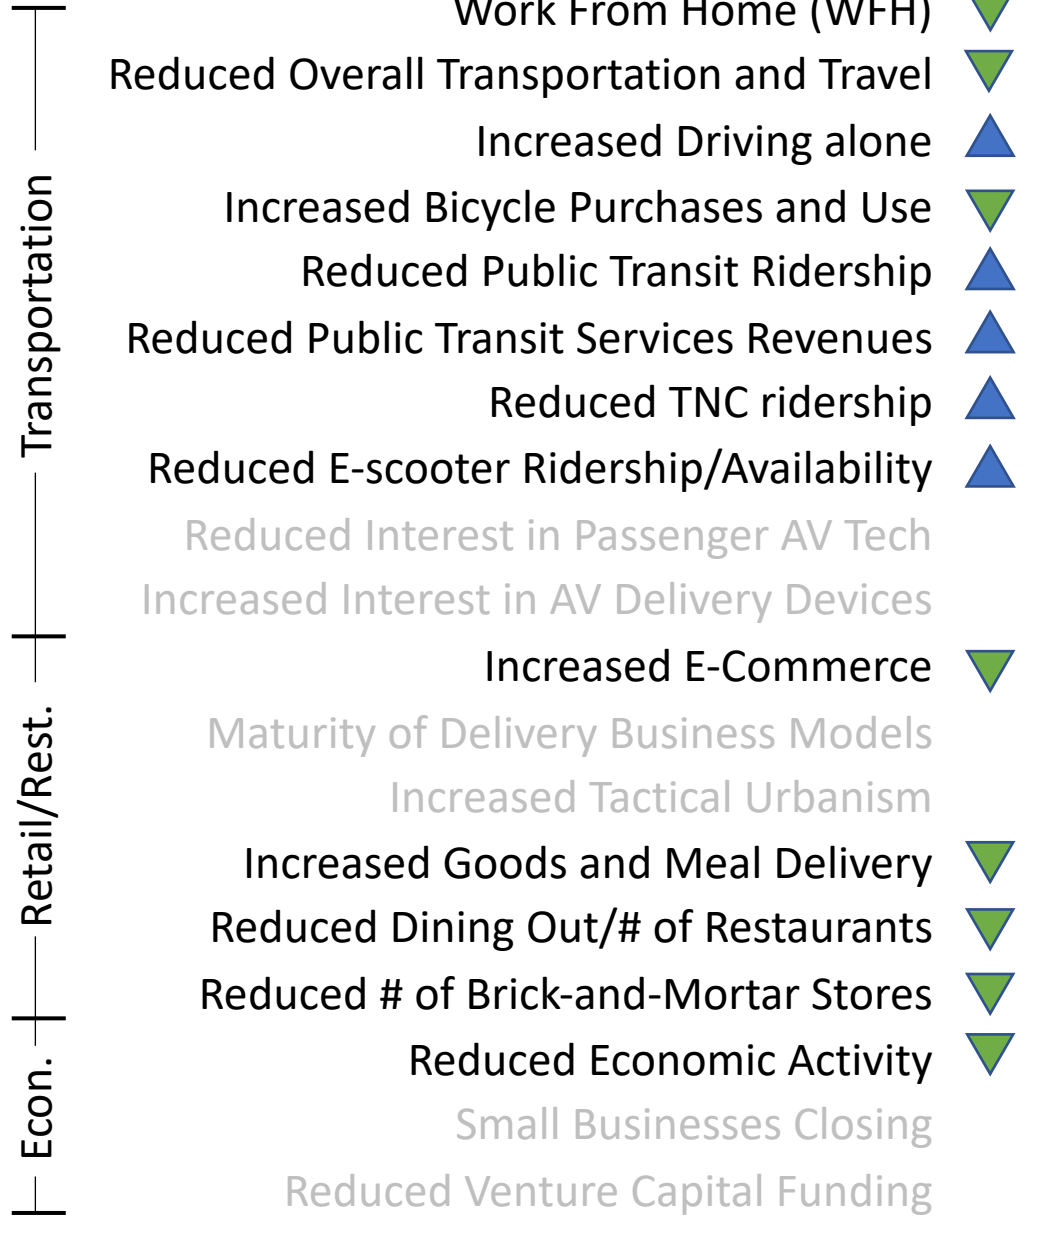 Work From Home (WFH)
Reduced Overall Transportation and Travel
Increased Driving alone
Increased Bicycle Purchases and Use
Reduced Public Transit Ridership
Reduced Public Transit Services Revenues
Reduced TNC ridership
Reduced E-scooter Ridership/Availability
Reduced Interest in Passenger AV Tech
Increased Interest in AV Delivery Devices
Transportation
Increased E-Commerce
Maturity of Delivery Business Models
Increased Tactical Urbanism
Increased Goods and Meal Delivery
Reduced Dining Out/# of Restaurants
Reduced # of Brick-and-Mortar Stores
Retail/Rest.
Reduced Economic Activity
Small Businesses Closing
Reduced Venture Capital Funding
Econ.